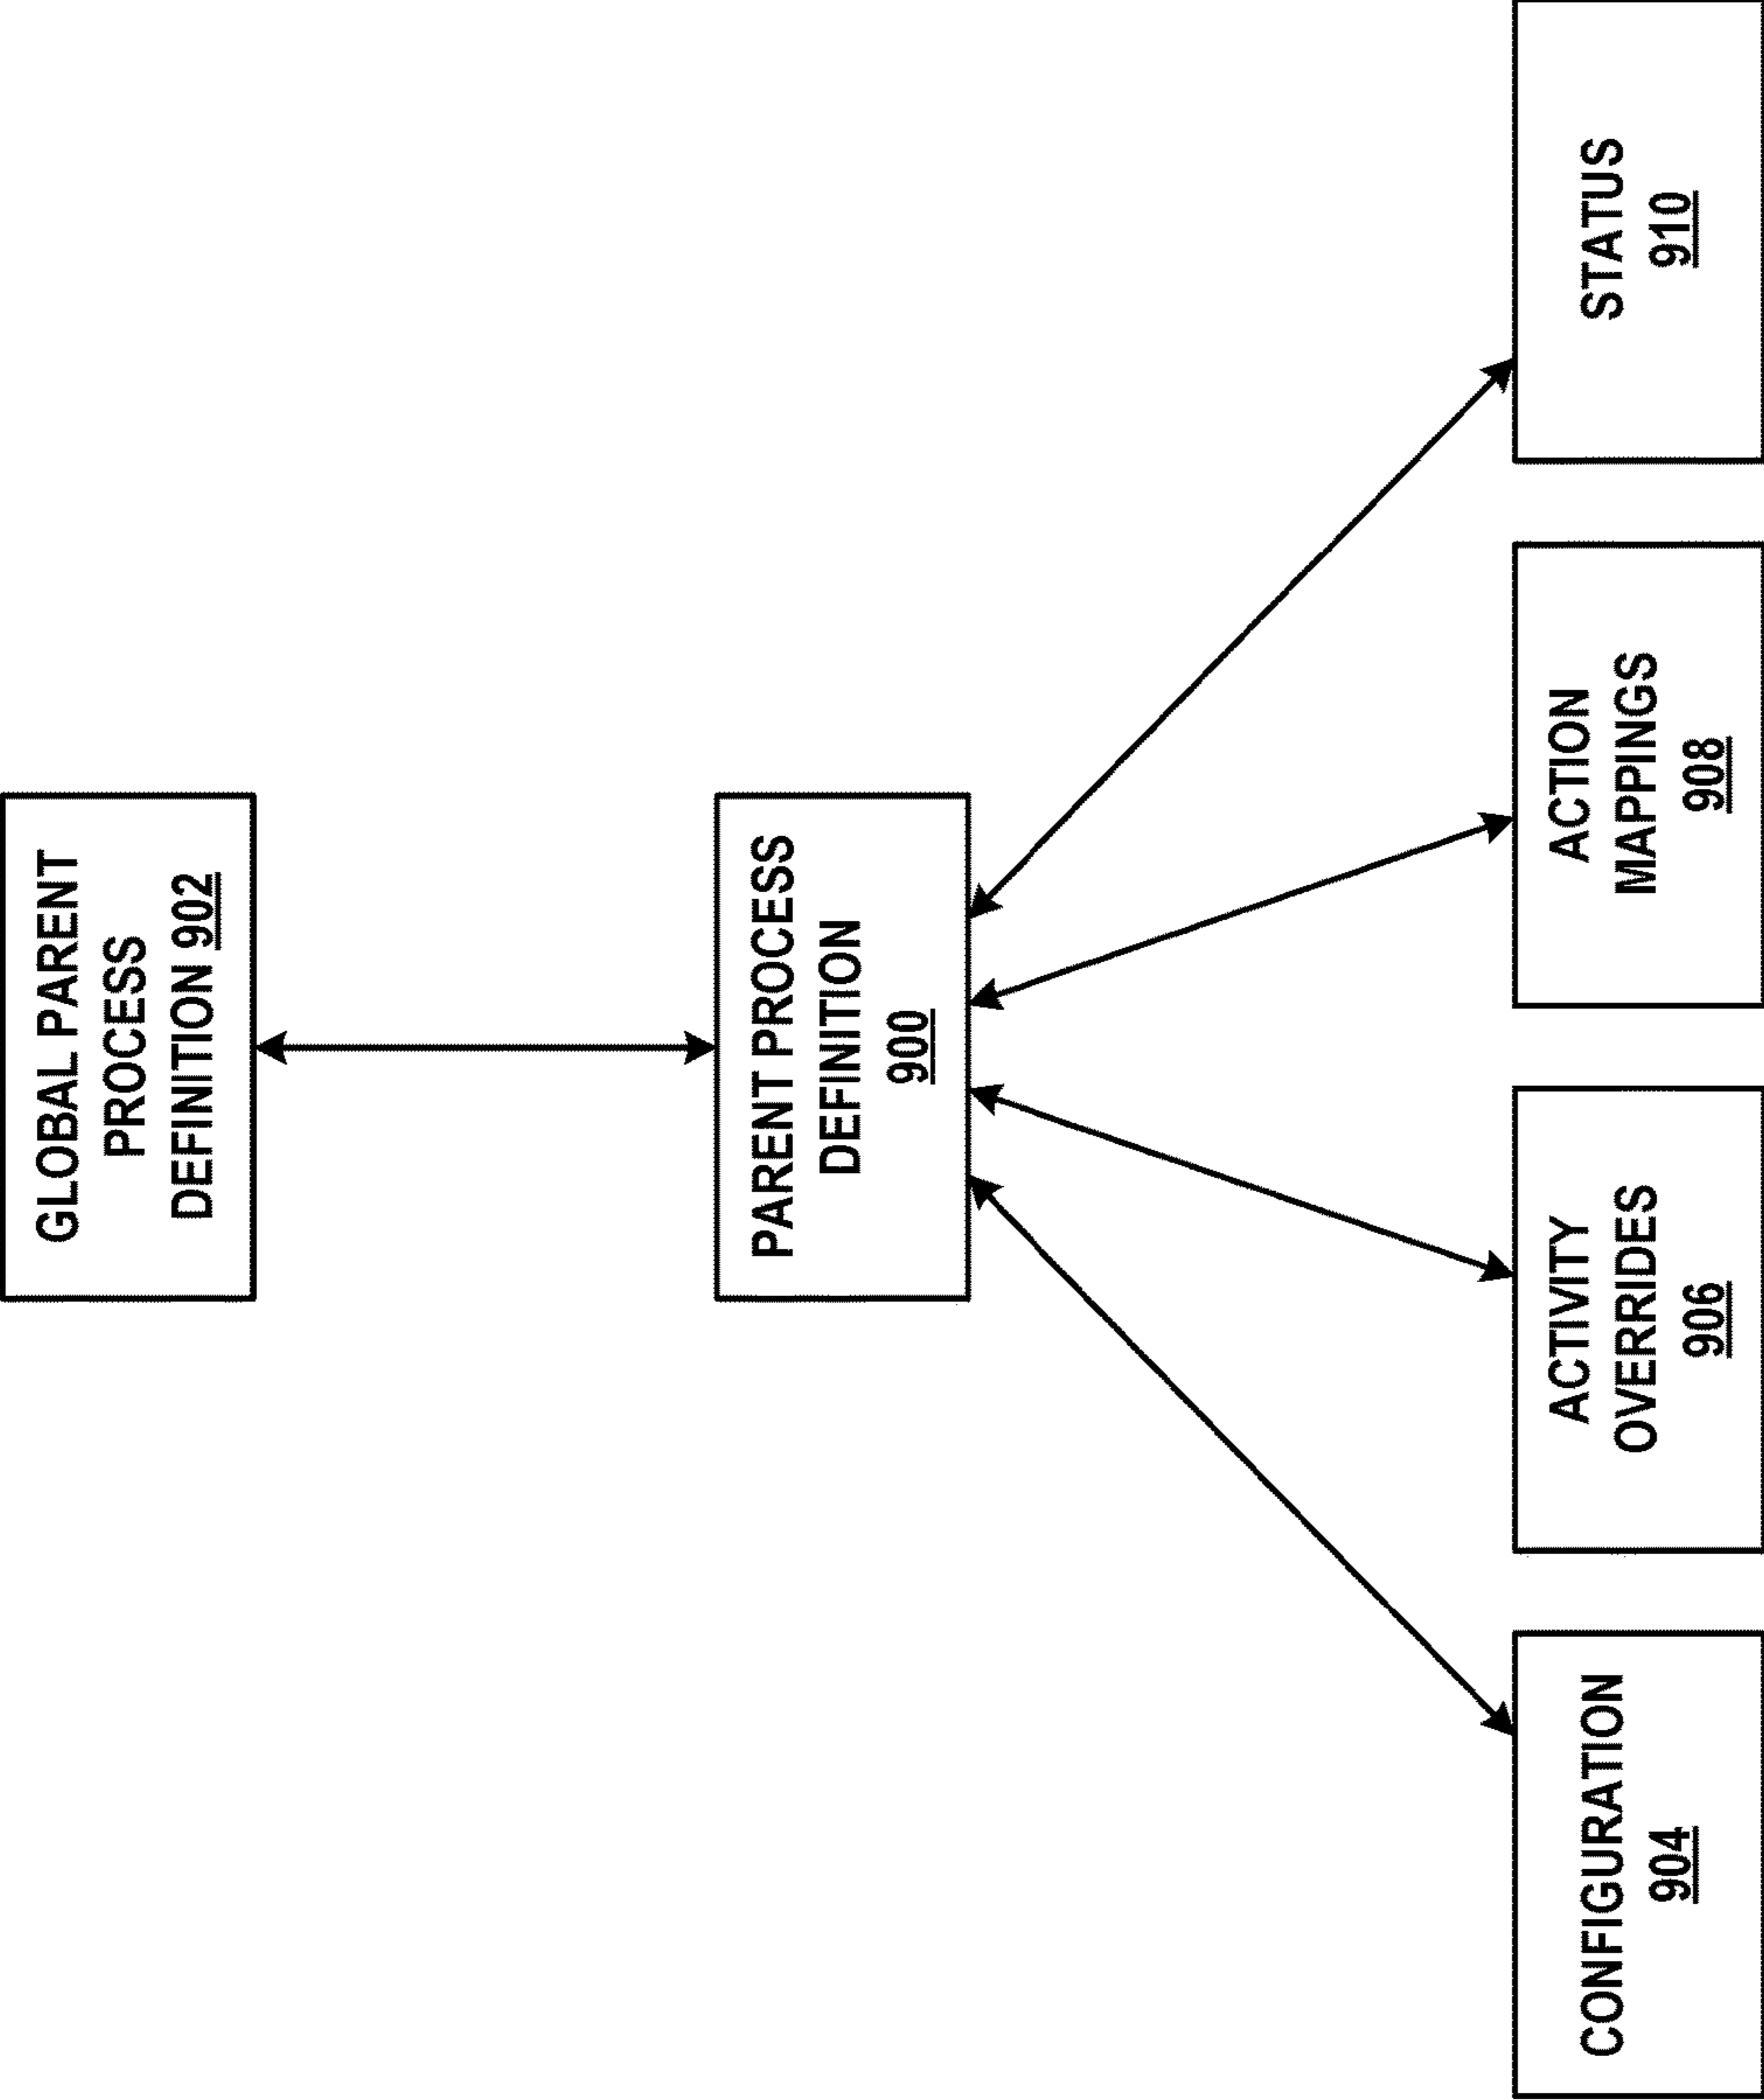 GLOBAL PARENT
PROCESS
DEFINITION 902
PARENT PROCESS
DEFINITION
900
CONFIGURATION
904
ACTIVITY
OVERRIDES
906
ACTION
MAPPINGS
908
STATUS
910